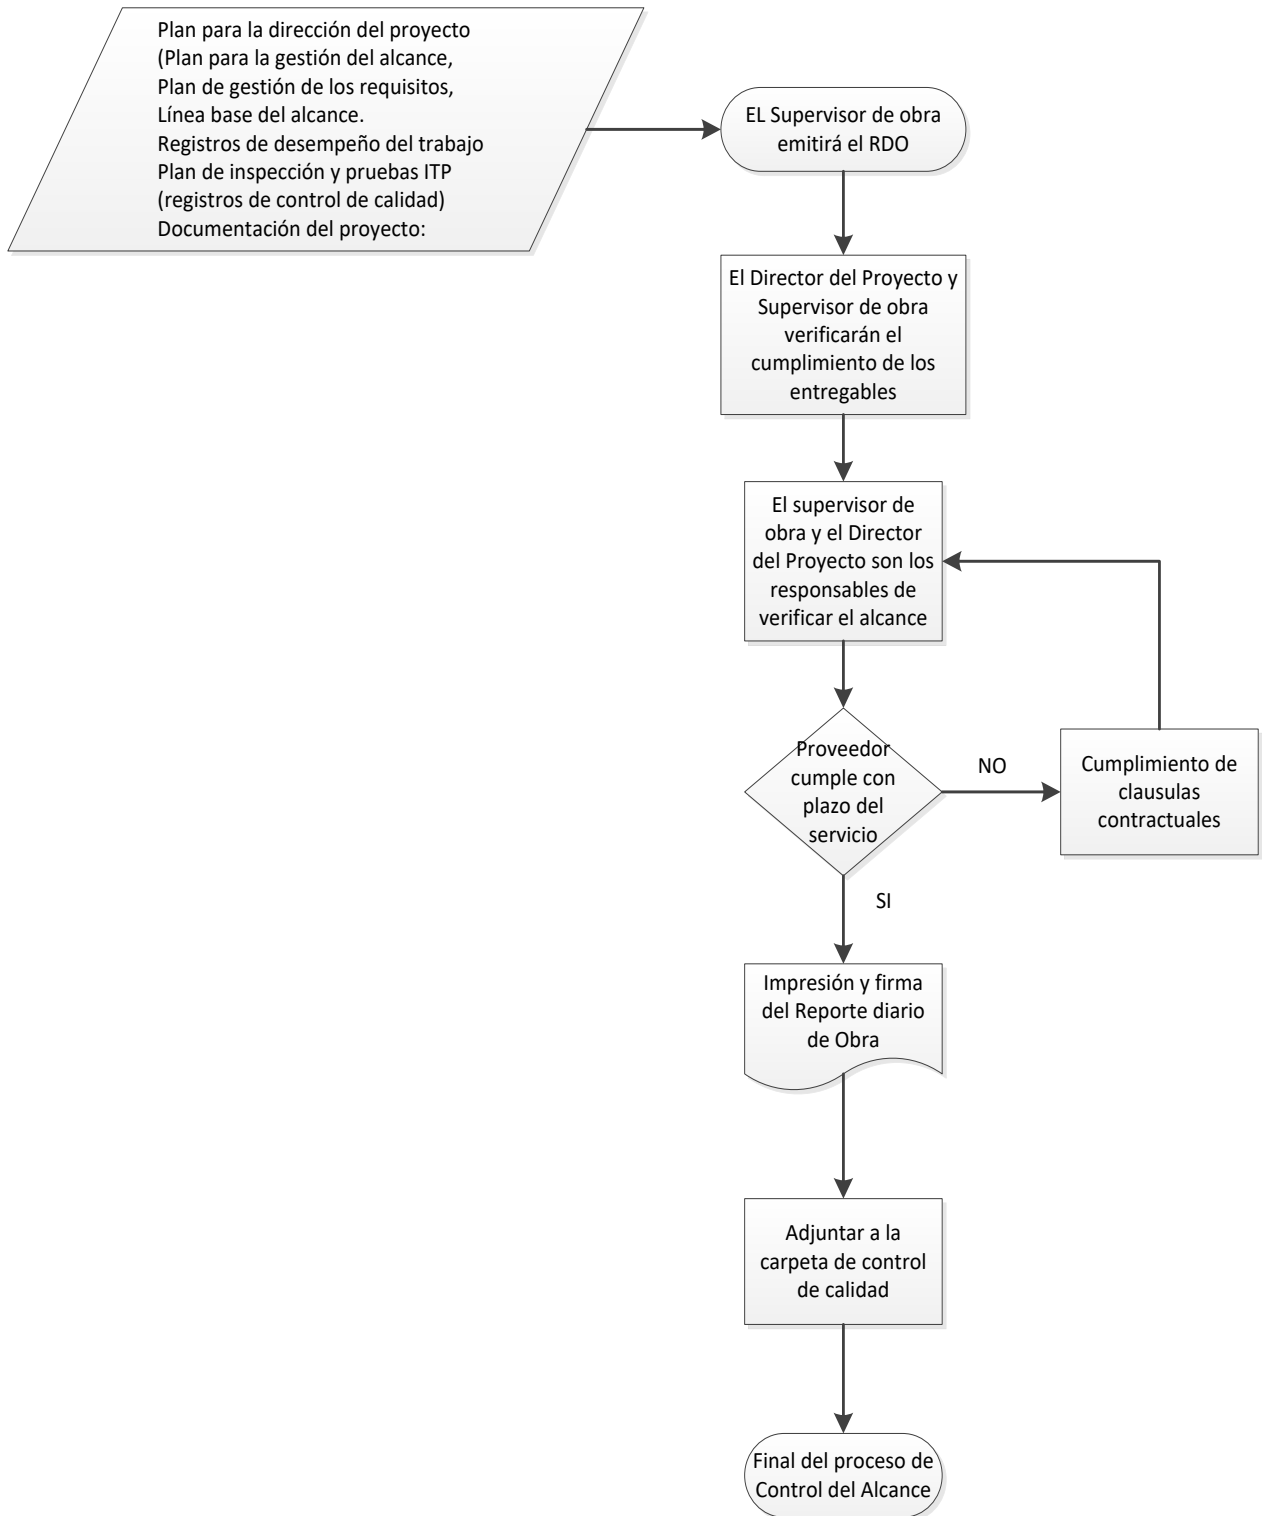 Plan para la dirección del proyecto
(Plan para la gestión del alcance,
Plan de gestión de los requisitos,
Línea base del alcance.
Registros de desempeño del trabajo
Plan de inspección y pruebas ITP
(registros de control de calidad)
Documentación del proyecto:
EL Supervisor de obra
emitirá el RDO
El Director del Proyecto y
Supervisor de obra
verificarán el
cumplimiento de los
entregables
El supervisor de
obra y el Director
del Proyecto son los
responsables de
verificar el alcance
Proveedor
cumple con
plazo del
servicio
NO
Cumplimiento de
clausulas
contractuales
SI
Impresión y firma
del Reporte diario
de Obra
Adjuntar a la
carpeta de control
de calidad
Final del proceso de
Control del Alcance